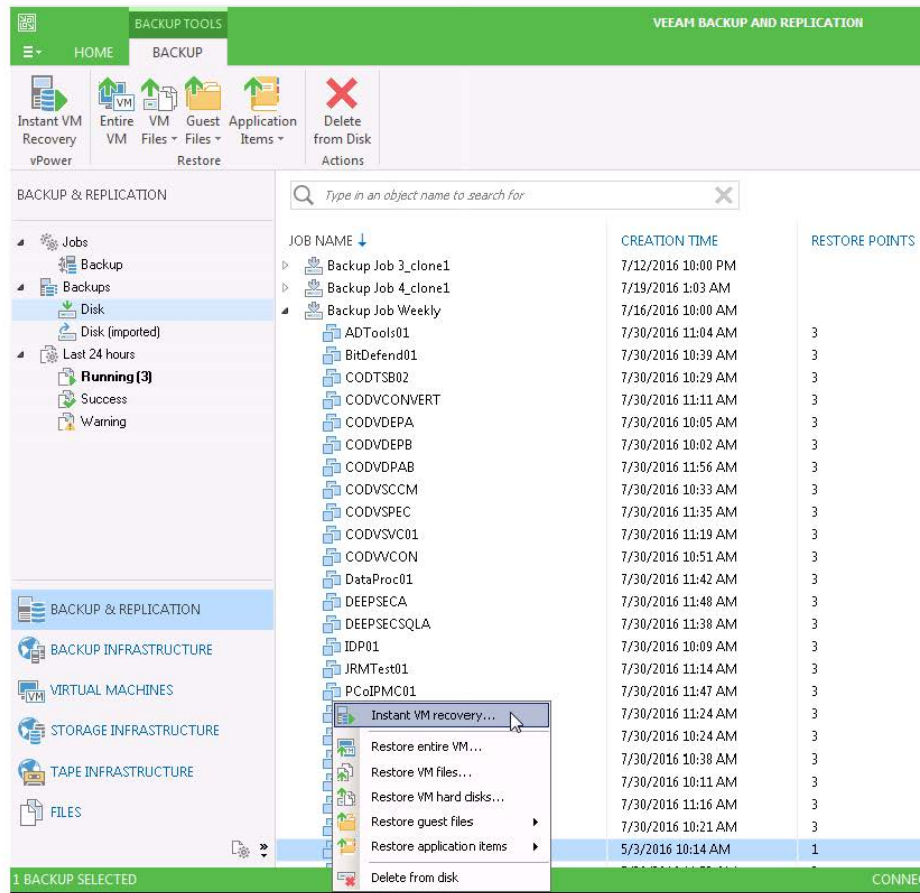 BACKUP TOOLS
VEEAM BACKUP AND REPLICATION
HOME
BACKUP
Instant VM Recovery
Entire VM
VM Files
Guest Files
Application Items
Delete from Disk
vPower
Restore
Actions
BACKUP & REPLICATION
Type in an object name to search for
Jobs
Backup
Backups
Disk
Disk (imported)
Last 24 hours
Running (3)
Success
Warning
JOB NAME CREATION TIME RESTORE POINTS
Backup Job 3_clone1 7/12/2016 10:00 PM
Backup Job 4_clone1 7/19/2016 1:03 AM
Backup Job Weekly 7/16/2016 10:00 AM
ADTools01 7/30/2016 11:04 AM 3
BitDefend01 7/30/2016 10:39 AM 3
CODTSB02 7/30/2016 10:29 AM 3
CODVCONVERT 7/30/2016 11:11 AM 3
CODVDEPA 7/30/2016 10:05 AM 3
CODVDEPB 7/30/2016 10:02 AM 3
CODVDPAB 7/30/2016 11:56 AM 3
CODVSCCM 7/30/2016 10:33 AM 3
CODVSPEC 7/30/2016 11:35 AM 3
CODVSVC01 7/30/2016 11:19 AM 3
CODVVCON 7/30/2016 10:51 AM 3
DataProc01 7/30/2016 11:42 AM 3
DEEPSECA 7/30/2016 11:48 AM 3
DEEPSECSQLA 7/30/2016 11:38 AM 3
IDP01 7/30/2016 10:09 AM 3
JRMTest01 7/30/2016 11:14 AM 3
PCoIPMC01 7/30/2016 11:47 AM 3
7/30/2016 11:24 AM 3
7/30/2016 10:24 AM 3
7/30/2016 10:38 AM 3
7/30/2016 10:11 AM 3
7/30/2016 11:16 AM 3
7/30/2016 10:21 AM 3
5/3/2016 10:14 AM 1
Instant VM recovery...
Restore entire VM...
Restore VM files...
Restore VM hard disks...
Restore guest files
Restore application items
Delete from disk
BACKUP & REPLICATION
BACKUP INFRASTRUCTURE
VIRTUAL MACHINES
STORAGE INFRASTRUCTURE
TAPE INFRASTRUCTURE
FILES
1 BACKUP SELECTED